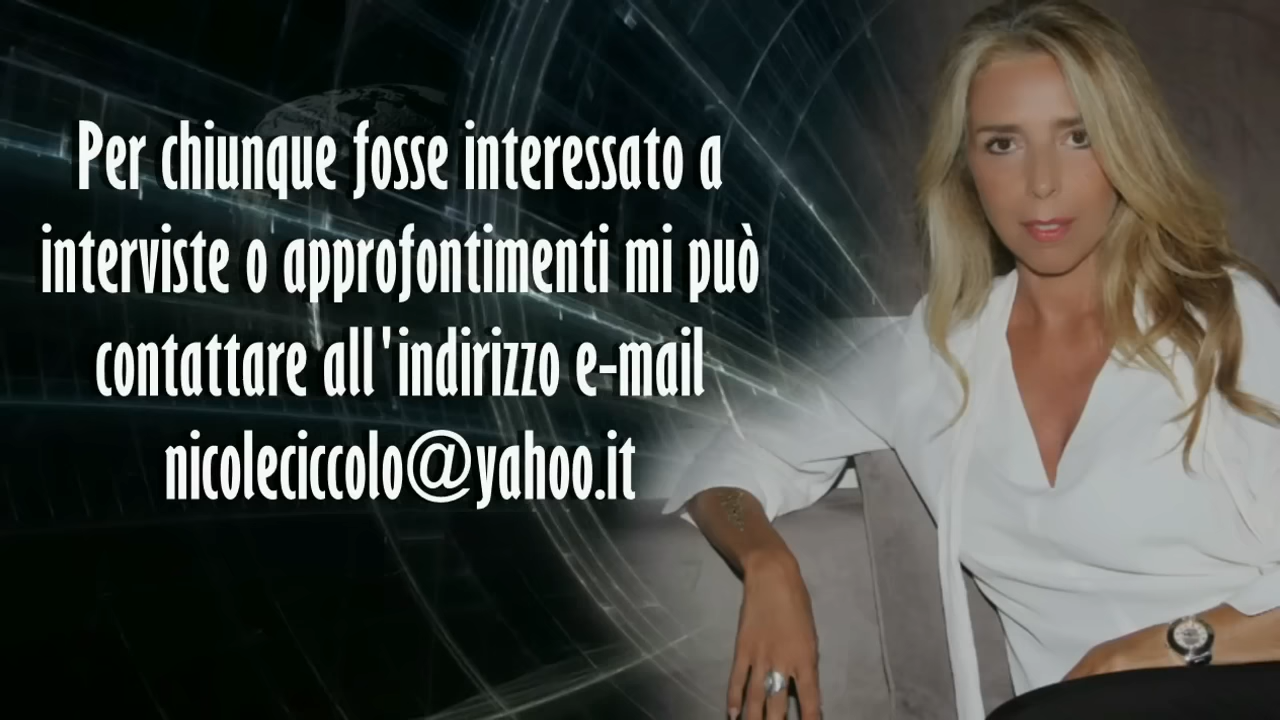 Per chiunque fosse interessato a
interviste o approfontimenti mi può
contattare all'indirizzo e-mail
nicoleciccolo@yahoo.it